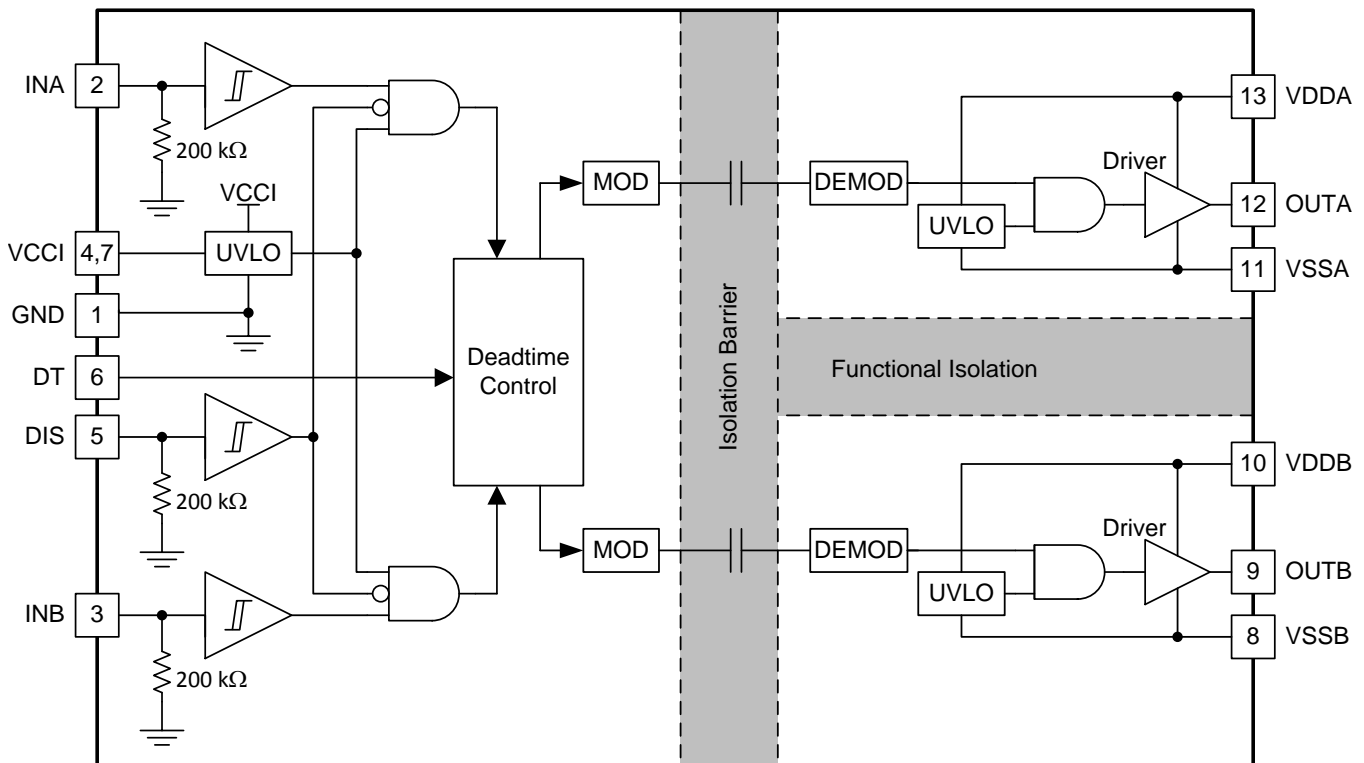 INA
2
200 kΩ
VCCI
VCCI
4,7
UVLO
GND
1
DT
6
DIS
5
200 kΩ
INB
3
200 kΩ
Deadtime
Control
MOD
MOD
Isolation Barrier
Functional Isolation
DEMOD
UVLO
Driver
13
VDDA
12
OUTA
11
VSSA
DEMOD
UVLO
Driver
10
VDDB
9
OUTB
8
VSSB